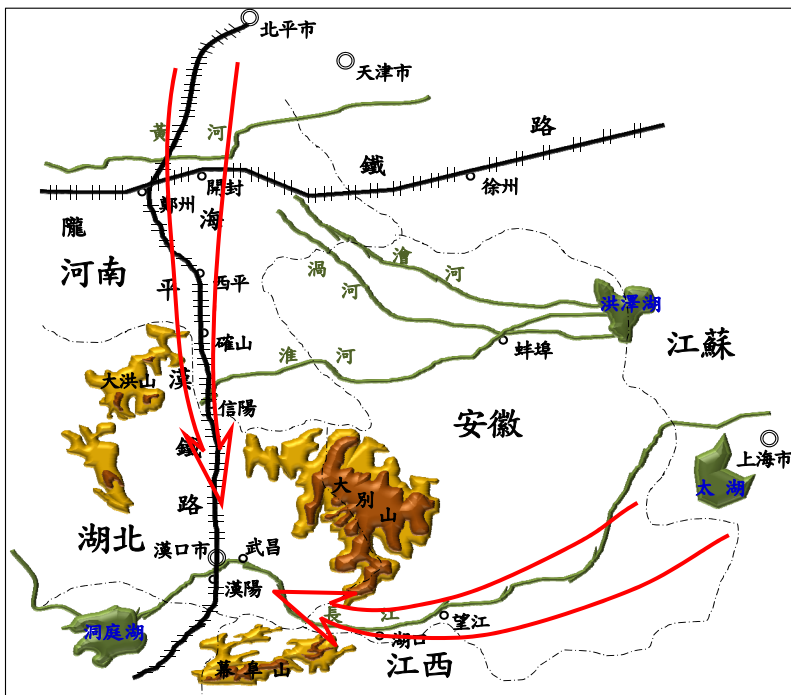 北平市
天津市
黃河
鐵路
開封
徐州
鄭州
隴
海
河南
澮河
渦河
平
西平
洪澤湖
確山
淮河
蚌埠
江蘇
大洪山
漢
信陽
安徽
上海市
鐵
大別山
太湖
路
湖北
漢口市
武昌
漢陽
長江
望江
洞庭湖
湖口
幕阜山
江西